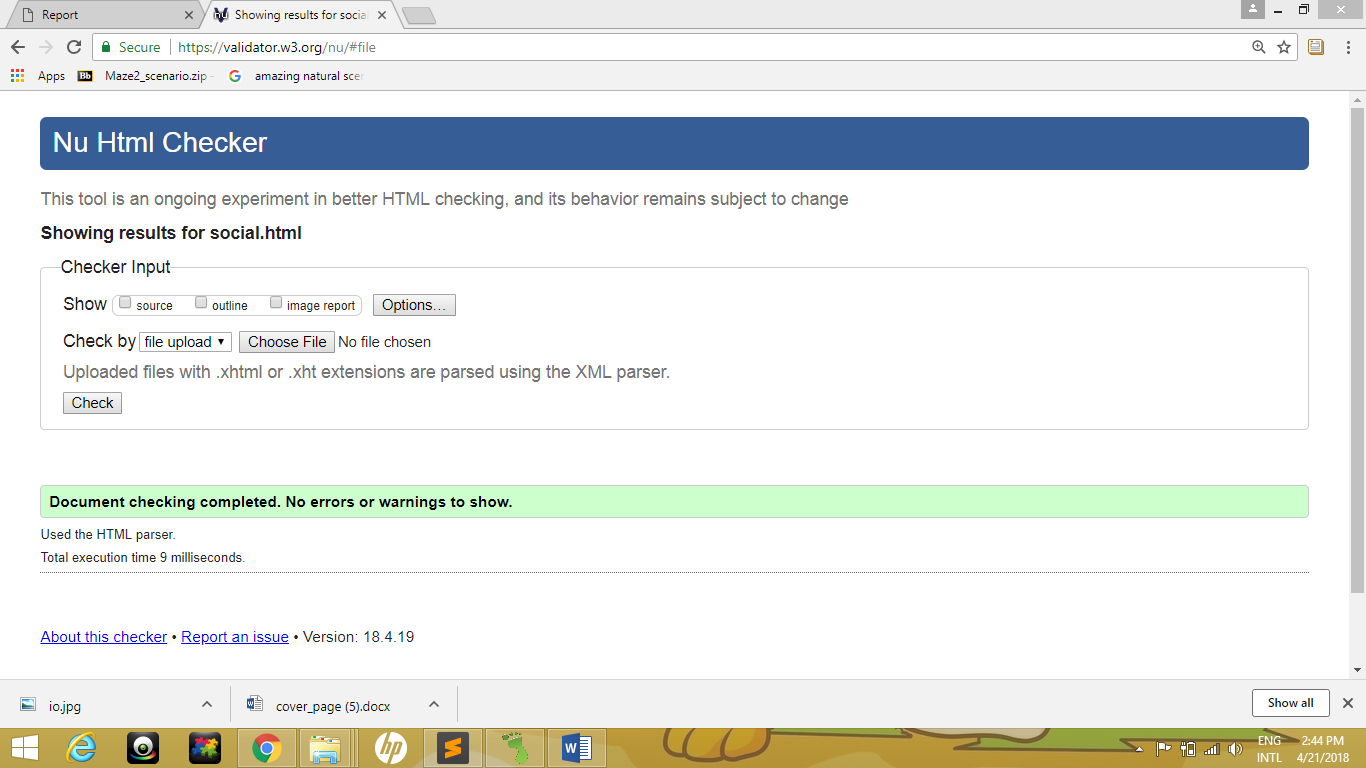 Report
Showing results for social
Secure https://validator.w3.org/nu/#file
Apps Bb Maze2_scenario.zip - G amazing natural scen
Nu Html Checker
This tool is an ongoing experiment in better HTML checking, and its behavior remains subject to change
Showing results for social.html
Checker Input
Show source outline image report Options...
Check by file upload Choose File No file chosen
Uploaded files with .xhtml or .xht extensions are parsed using the XML parser.
Check
Document checking completed. No errors or warnings to show.
Used the HTML parser.
Total execution time 9 milliseconds.
About this checker • Report an issue • Version: 18.4.19
io.jpg
cover_page (5).docx
Show all
ENG 2:44 PM
INTL 4/21/2018